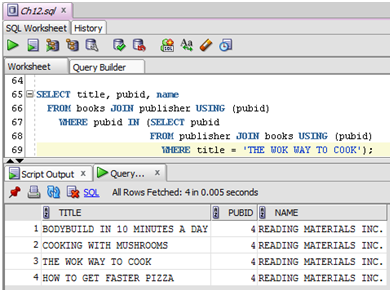 Ch12.sql
SQL Worksheet History
Worksheet Query Builder
64
65 SELECT title, pubid, name
66 FROM books JOIN publisher USING (pubid)
67 WHERE pubid IN (SELECT pubid
68 FROM publisher JOIN books USING (pubid)
69 WHERE title = 'THE WOK WAY TO COOK');
Script Output Query...
SQL All Rows Fetched: 4 in 0.005 seconds
TITLE PUBID NAME
1 BODYBUILD IN 10 MINUTES A DAY 4 READING MATERIALS INC.
2 COOKING WITH MUSHROOMS 4 READING MATERIALS INC.
3 THE WOK WAY TO COOK 4 READING MATERIALS INC.
4 HOW TO GET FASTER PIZZA 4 READING MATERIALS INC.